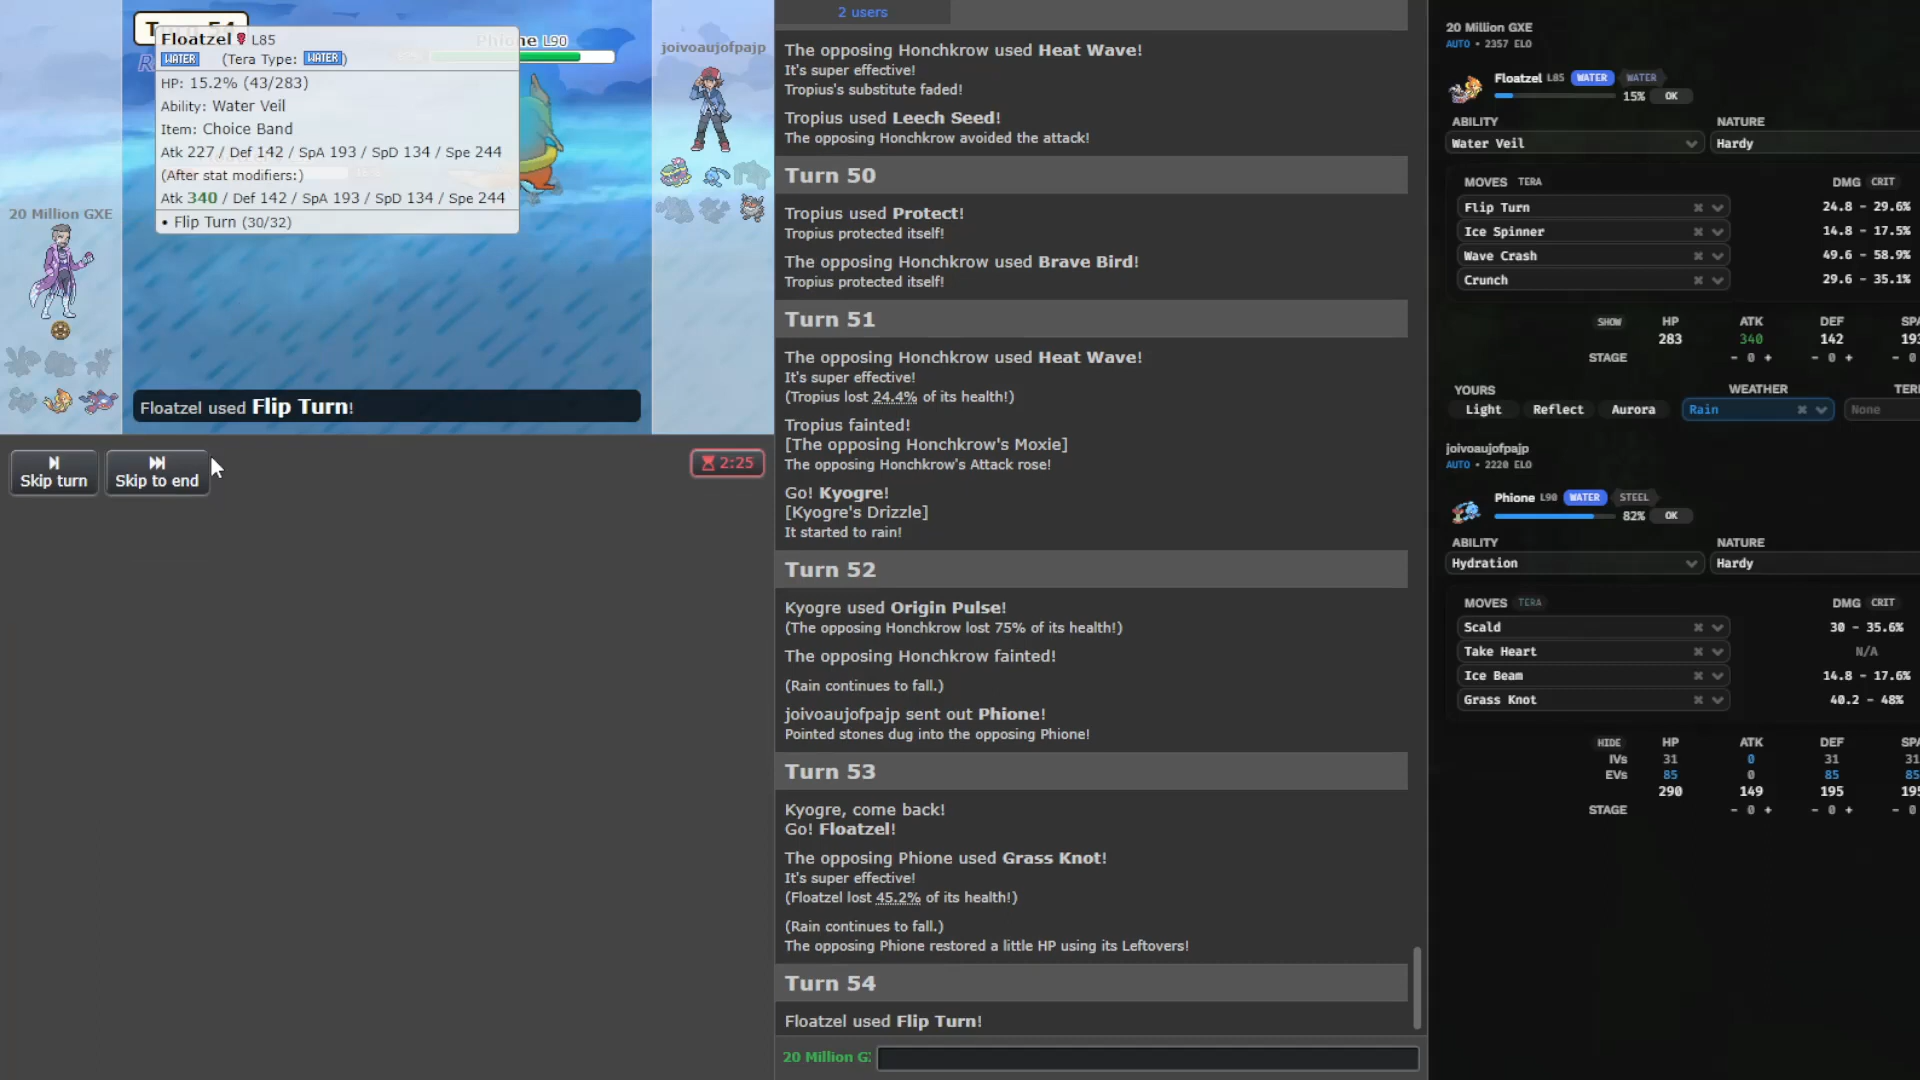 Floatzel L85
WATER (Tera Type: WATER)
HP: 15.2% (43/283)
Ability: Water Veil
Item: Choice Band
Atk 227 / Def 142 / SpA 193 / SpD 134 / Spe 244
(After stat modifiers:)
Atk 340 / Def 142 / SpA 193 / SpD 134 / Spe 244
• Flip Turn (30/32)
L90
20 Million GXE
joivoaujofpajp
Floatzel used Flip Turn!
Skip turn
Skip to end
2:25
2 users
The opposing Honchkrow used Heat Wave!
It's super effective!
Tropius's substitute faded!
Tropius used Leech Seed!
The opposing Honchkrow avoided the attack!
Turn 50
Tropius used Protect!
Tropius protected itself!
The opposing Honchkrow used Brave Bird!
Tropius protected itself!
Turn 51
The opposing Honchkrow used Heat Wave!
It's super effective!
(Tropius lost 24.4% of its health!)
Tropius fainted!
[The opposing Honchkrow's Moxie]
The opposing Honchkrow's Attack rose!
Go! Kyogre!
[Kyogre's Drizzle]
It started to rain!
Turn 52
Kyogre used Origin Pulse!
(The opposing Honchkrow lost 75% of its health!)
The opposing Honchkrow fainted!
(Rain continues to fall.)
joivoaujofpajp sent out Phione!
Pointed stones dug into the opposing Phione!
Turn 53
Kyogre, come back!
Go! Floatzel!
The opposing Phione used Grass Knot!
It's super effective!
(Floatzel lost 45.2% of its health!)
(Rain continues to fall.)
The opposing Phione restored a little HP using its Leftovers!
Turn 54
Floatzel used Flip Turn!
20 Million G
20 Million GXE
AUTO • 2357 ELO
Floatzel L85 WATER WATER
15% OK
ABILITY NATURE
Water Veil Hardy
MOVES TERA DMG CRIT
Flip Turn 24.8 - 29.6%
Ice Spinner 14.8 - 17.5%
Wave Crash 49.6 - 58.9%
Crunch 29.6 - 35.1%
SHOW HP ATK DEF SPA
283 340 142 193
STAGE - 0 + - 0 + - 0
YOURS WEATHER TER
Light Reflect Aurora Rain None
joivoaujofpajp
AUTO • 2220 ELO
Phione L90 WATER STEEL
82% OK
ABILITY NATURE
Hydration Hardy
MOVES TERA DMG CRIT
Scald 30 - 35.6%
Take Heart N/A
Ice Beam 14.8 - 17.6%
Grass Knot 40.2 - 48%
HIDE HP ATK DEF SPA
IVs 31 0 31 31
EVs 85 0 85 85
290 149 195 195
STAGE - 0 + - 0 + - 0